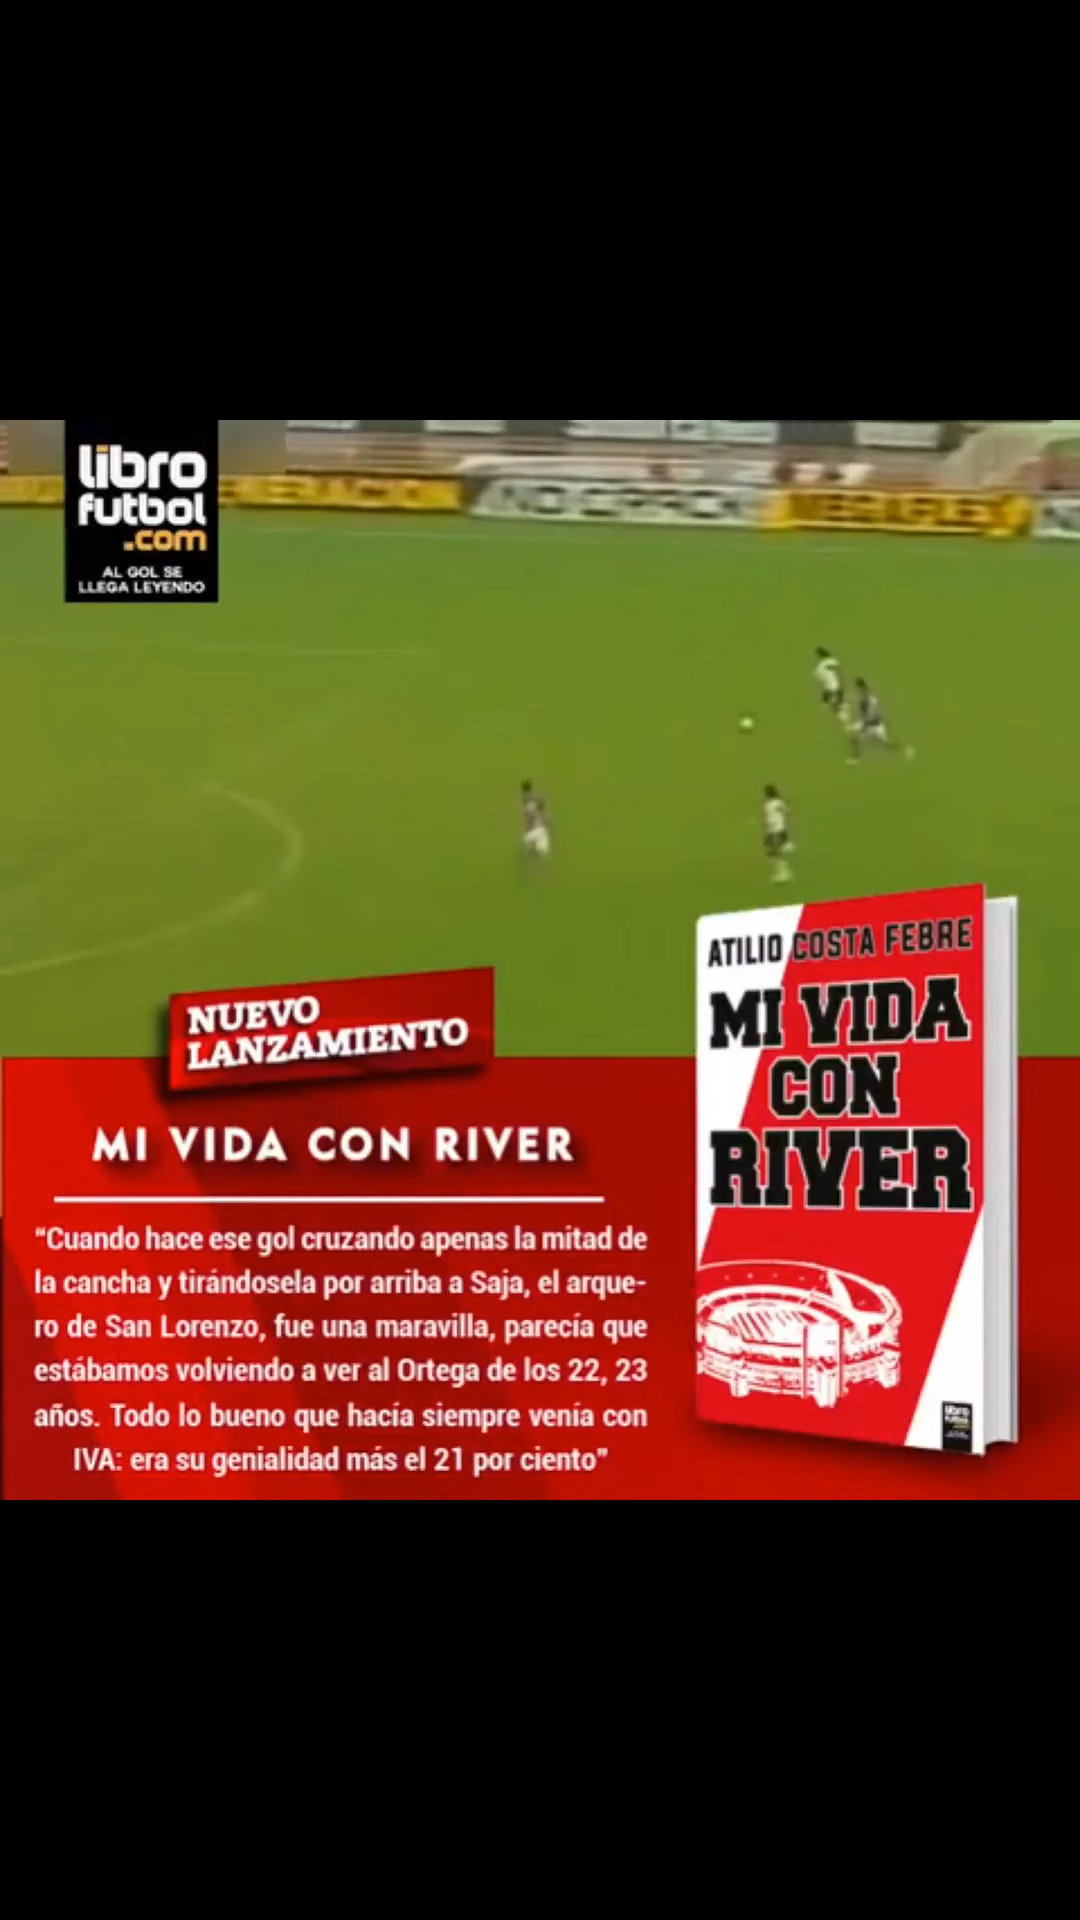 libro
futbol
.com
AL GOL SE
LLEGA LEYENDO
NUEVO
LANZAMIENTO
MI VIDA CON RIVER
"Cuando hace ese gol cruzando apenas la mitad de
la cancha y tirándosela por arriba a Saja, el arque-
ro de San Lorenzo, fue una maravilla, parecía que
estábamos volviendo a ver al Ortega de los 22, 23
años. Todo lo bueno que hacía siempre venía con
IVA: era su genialidad más el 21 por ciento"
ATILIO COSTA FEBRE
MI VIDA
CON
RIVER
libro
futbol